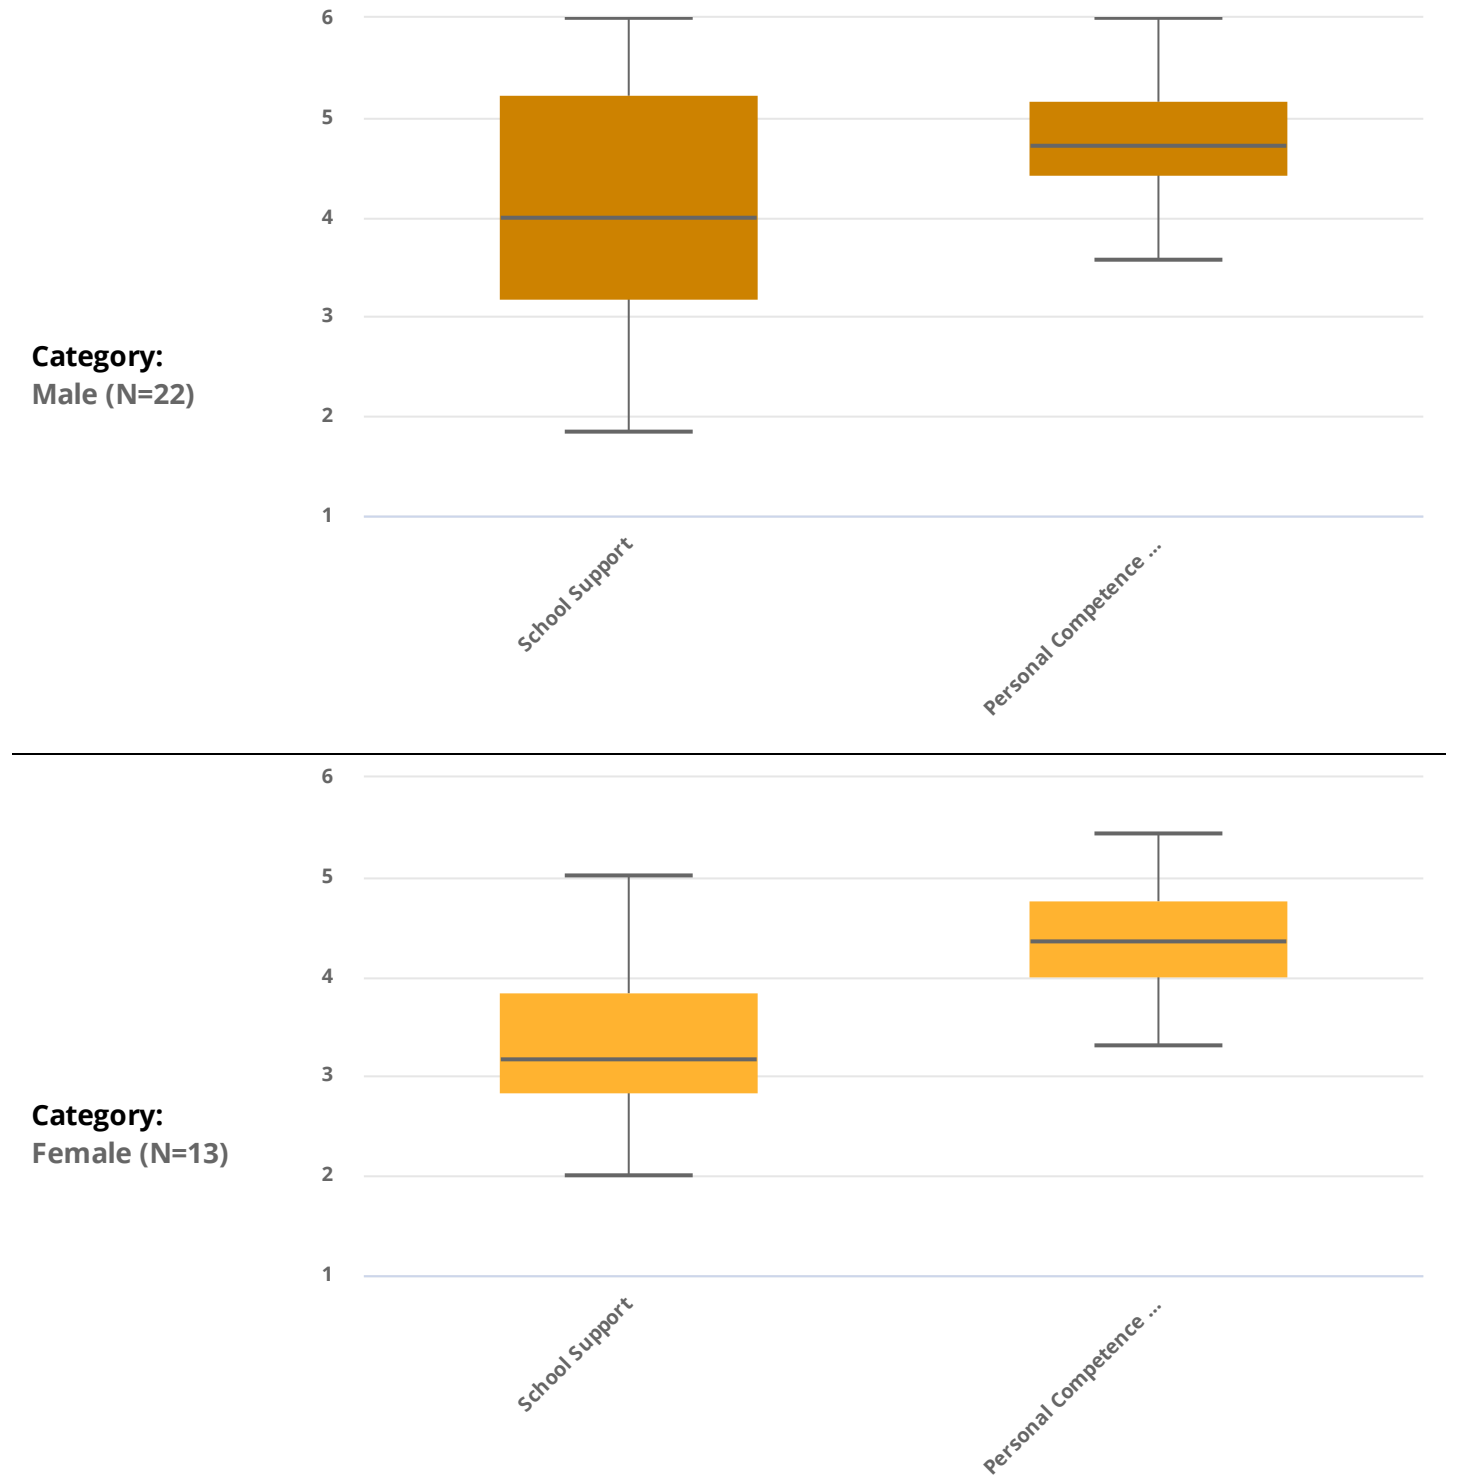 6
5
4
3
2
1
Category:
Male (N=22)
School Support
Personal Competence ...
6
5
4
3
2
1
Category:
Female (N=13)
School Support
Personal Competence ...